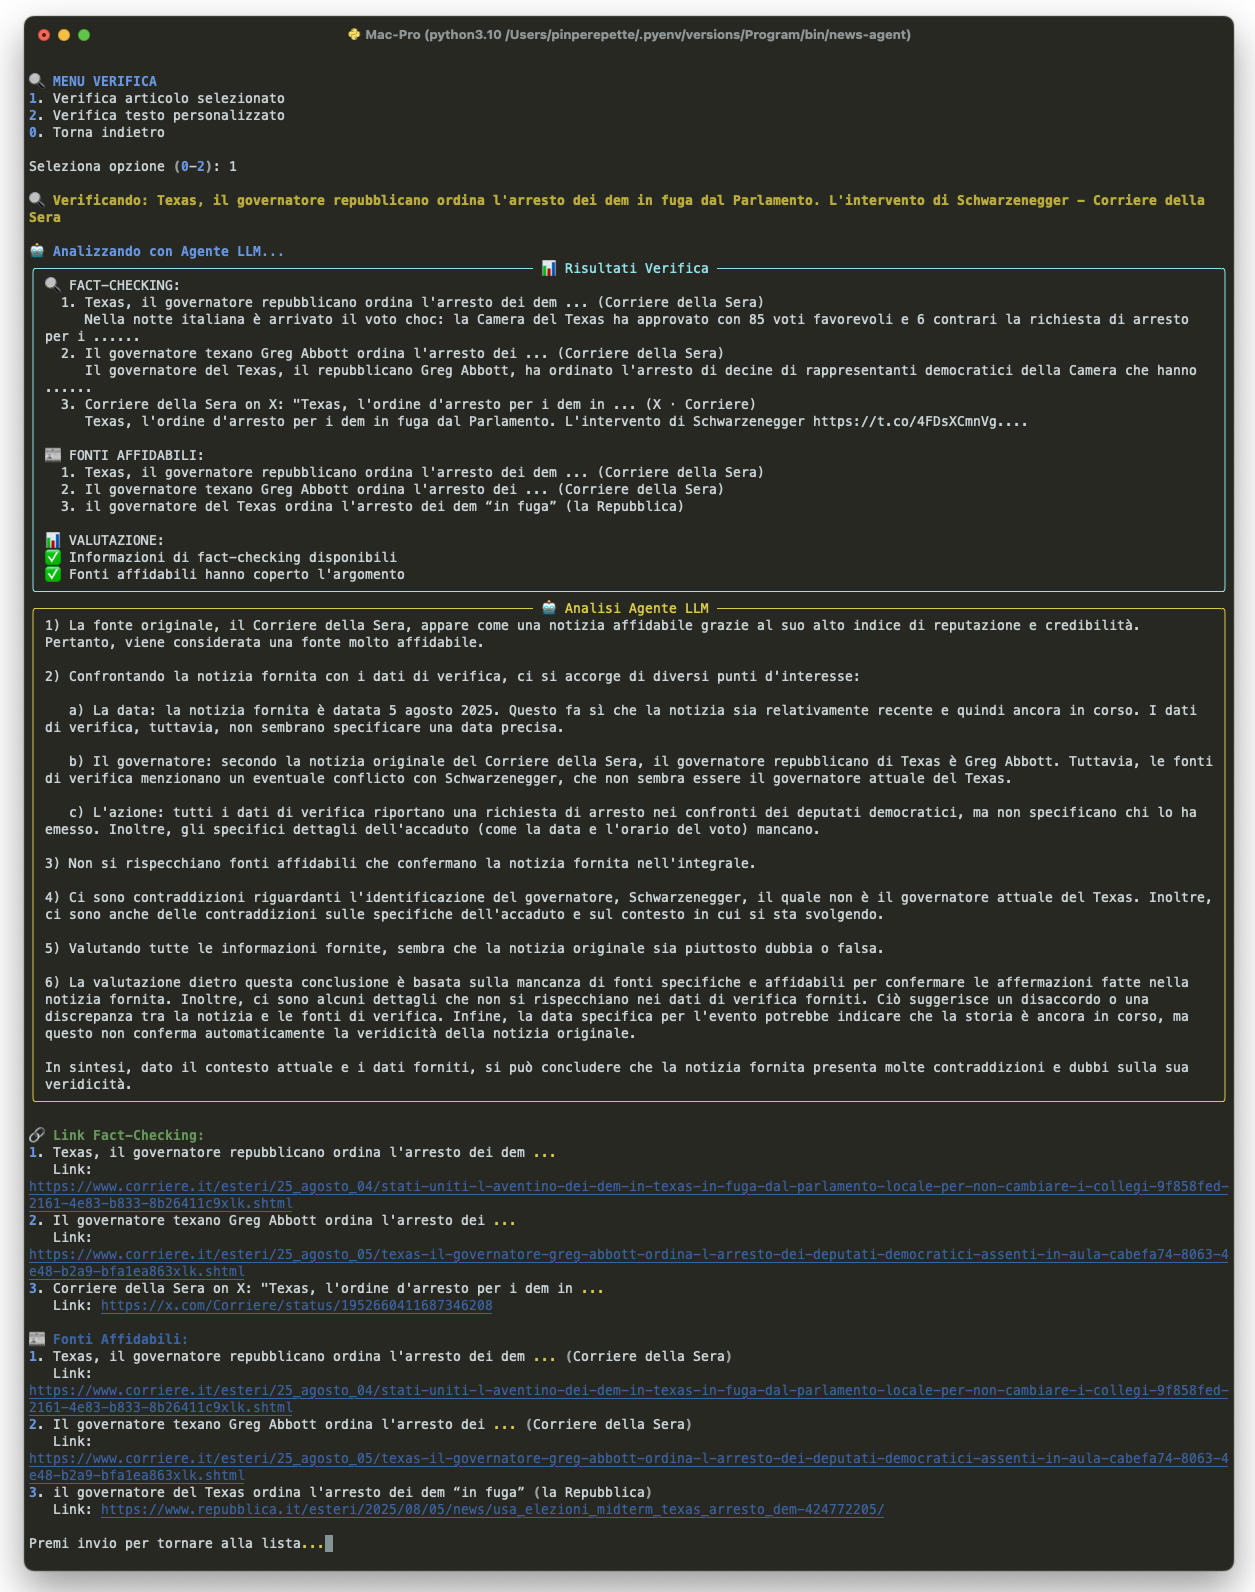 Mac-Pro (python3.10 /Users/pinperepette/.pyenv/versions/Program/bin/news-agent)
MENU VERIFICA
1. Verifica articolo selezionato
2. Verifica testo personalizzato
0. Torna indietro
Seleziona opzione (0-2): 1
Verificando: Texas, il governatore repubblicano ordina l'arresto dei dem in fuga dal Parlamento. L'intervento di Schwarzenegger - Corriere della
Sera
Analizzando con Agente LLM...
Risultati Verifica
FACT-CHECKING:
1. Texas, il governatore repubblicano ordina l'arresto dei dem ... (Corriere della Sera)
Nella notte italiana è arrivato il voto choc: la Camera del Texas ha approvato con 85 voti favorevoli e 6 contrari la richiesta di arresto
per i ......
2. Il governatore texano Greg Abbott ordina l'arresto dei ... (Corriere della Sera)
Il governatore del Texas, il repubblicano Greg Abbott, ha ordinato l'arresto di decine di rappresentanti democratici della Camera che hanno
......
3. Corriere della Sera on X: "Texas, l'ordine d'arresto per i dem in ... (X · Corriere)
Texas, l'ordine d'arresto per i dem in fuga dal Parlamento. L'intervento di Schwarzenegger https://t.co/4FDsXCmnVg....
FONTI AFFIDABILI:
1. Texas, il governatore repubblicano ordina l'arresto dei dem ... (Corriere della Sera)
2. Il governatore texano Greg Abbott ordina l'arresto dei ... (Corriere della Sera)
3. il governatore del Texas ordina l'arresto dei dem “in fuga” (la Repubblica)
VALUTAZIONE:
Informazioni di fact-checking disponibili
Fonti affidabili hanno coperto l'argomento
Analisi Agente LLM
1) La fonte originale, il Corriere della Sera, appare come una notizia affidabile grazie al suo alto indice di reputazione e credibilità.
Pertanto, viene considerata una fonte molto affidabile.
2) Confrontando la notizia fornita con i dati di verifica, ci si accorge di diversi punti d'interesse:
a) La data: la notizia fornita è datata 5 agosto 2025. Questo fa sì che la notizia sia relativamente recente e quindi ancora in corso. I dati
di verifica, tuttavia, non sembrano specificare una data precisa.
b) Il governatore: secondo la notizia originale del Corriere della Sera, il governatore repubblicano di Texas è Greg Abbott. Tuttavia, le fonti
di verifica menzionano un eventuale conflicto con Schwarzenegger, che non sembra essere il governatore attuale del Texas.
c) L'azione: tutti i dati di verifica riportano una richiesta di arresto nei confronti dei deputati democratici, ma non specificano chi lo ha
emesso. Inoltre, gli specifici dettagli dell'accaduto (come la data e l'orario del voto) mancano.
3) Non si rispecchiano fonti affidabili che confermano la notizia fornita nell'integrale.
4) Ci sono contraddizioni riguardanti l'identificazione del governatore, Schwarzenegger, il quale non è il governatore attuale del Texas. Inoltre,
ci sono anche delle contraddizioni sulle specifiche dell'accaduto e sul contesto in cui si sta svolgendo.
5) Valutando tutte le informazioni fornite, sembra che la notizia originale sia piuttosto dubbia o falsa.
6) La valutazione dietro questa conclusione è basata sulla mancanza di fonti specifiche e affidabili per confermare le affermazioni fatte nella
notizia fornita. Inoltre, ci sono alcuni dettagli che non si rispecchiano nei dati di verifica forniti. Ciò suggerisce un disaccordo o una
discrepanza tra la notizia e le fonti di verifica. Infine, la data specifica per l'evento potrebbe indicare che la storia è ancora in corso, ma
questo non conferma automaticamente la veridicità della notizia originale.
In sintesi, dato il contesto attuale e i dati forniti, si può concludere che la notizia fornita presenta molte contraddizioni e dubbi sulla sua
veridicità.
Link Fact-Checking:
1. Texas, il governatore repubblicano ordina l'arresto dei dem ...
Link:
https://www.corriere.it/esteri/25_agosto_04/stati-uniti-l-aventino-dei-dem-in-texas-in-fuga-dal-parlamento-locale-per-non-cambiare-i-collegi-9f858fed-
2161-4e83-b833-8b26411c9xlk.shtml
2. Il governatore texano Greg Abbott ordina l'arresto dei ...
Link:
https://www.corriere.it/esteri/25_agosto_05/texas-il-governatore-greg-abbott-ordina-l-arresto-dei-deputati-democratici-assenti-in-aula-cabefa74-8063-4
e48-b2a9-bfa1ea863xlk.shtml
3. Corriere della Sera on X: "Texas, l'ordine d'arresto per i dem in ...
Link: https://x.com/Corriere/status/1952660411687346208
Fonti Affidabili:
1. Texas, il governatore repubblicano ordina l'arresto dei dem ... (Corriere della Sera)
Link:
https://www.corriere.it/esteri/25_agosto_04/stati-uniti-l-aventino-dei-dem-in-texas-in-fuga-dal-parlamento-locale-per-non-cambiare-i-collegi-9f858fed-
2161-4e83-b833-8b26411c9xlk.shtml
2. Il governatore texano Greg Abbott ordina l'arresto dei ... (Corriere della Sera)
Link:
https://www.corriere.it/esteri/25_agosto_05/texas-il-governatore-greg-abbott-ordina-l-arresto-dei-deputati-democratici-assenti-in-aula-cabefa74-8063-4
e48-b2a9-bfa1ea863xlk.shtml
3. il governatore del Texas ordina l'arresto dei dem “in fuga” (la Repubblica)
Link: https://www.repubblica.it/esteri/2025/08/05/news/usa_elezioni_midterm_texas_arresto_dem-424772205/
Premi invio per tornare alla lista...